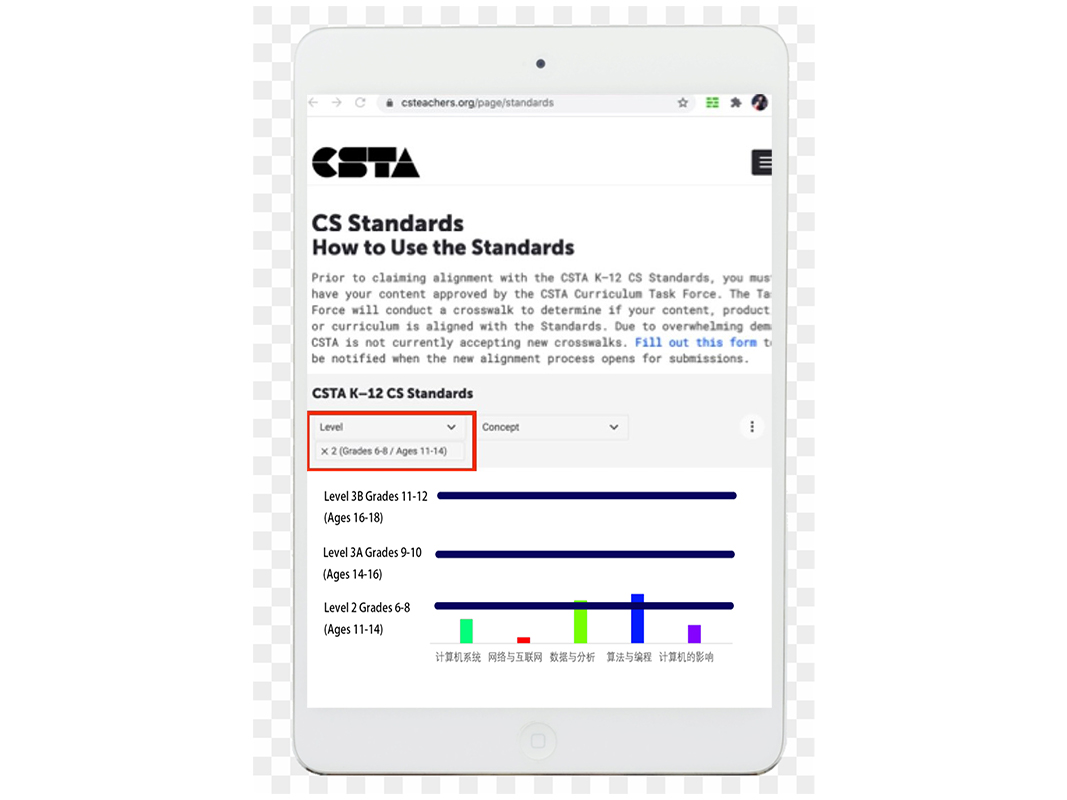 csteachers.org/page/standards
CSTA
CS Standards
How to Use the Standards
Prior to claiming alignment with the CSTA K–12 CS Standards, you mus
have your content approved by the CSTA Curriculum Task Force. The Ta
Force will conduct a crosswalk to determine if your content, product
or curriculum is aligned with the Standards. Due to overwhelming dem
CSTA is not currently accepting new crosswalks. Fill out this form t
be notified when the new alignment process opens for submissions.
CSTA K–12 CS Standards
Level Concept
× 2 (Grades 6-8 / Ages 11-14)
Level 3B Grades 11-12
(Ages 16-18)
Level 3A Grades 9-10
(Ages 14-16)
Level 2 Grades 6-8
(Ages 11-14)
计算机系统 网络与互联网 数据与分析 算法与编程 计算机的影响